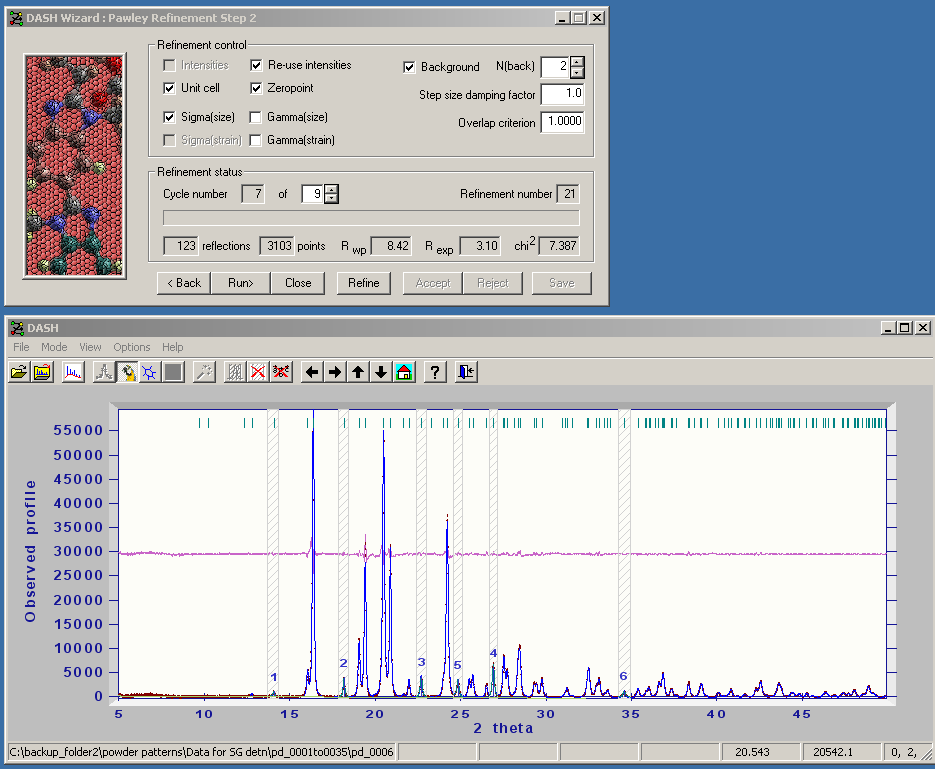 DASH Wizard : Pawley Refinement Step 2
Refinement control
Intensities Re-use intensities Background N(back) 2
Unit cell Zeropoint Step size damping factor 1.0
Sigma(size) Gamma(size) Overlap criterion 1.0000
Sigma(strain) Gamma(strain)
Refinement status
Cycle number 7 of 9 Refinement number 21
123 reflections 3103 points R wp 8.42 R exp 3.10 chi2 7.387
< Back Run> Close Refine Accept Reject Save
DASH
File Mode View Options Help
?
55000
50000
45000
40000
35000
30000
25000
20000
15000
10000
5000
0
Observed profile
1 2 3 4 5 6
5 10 15 20 25 30 35 40 45
2 theta
C:\backup_folder2\powder patterns\Data for SG detn\pd_0001to0035\pd_0006 20.543 20542.1 0, 2,